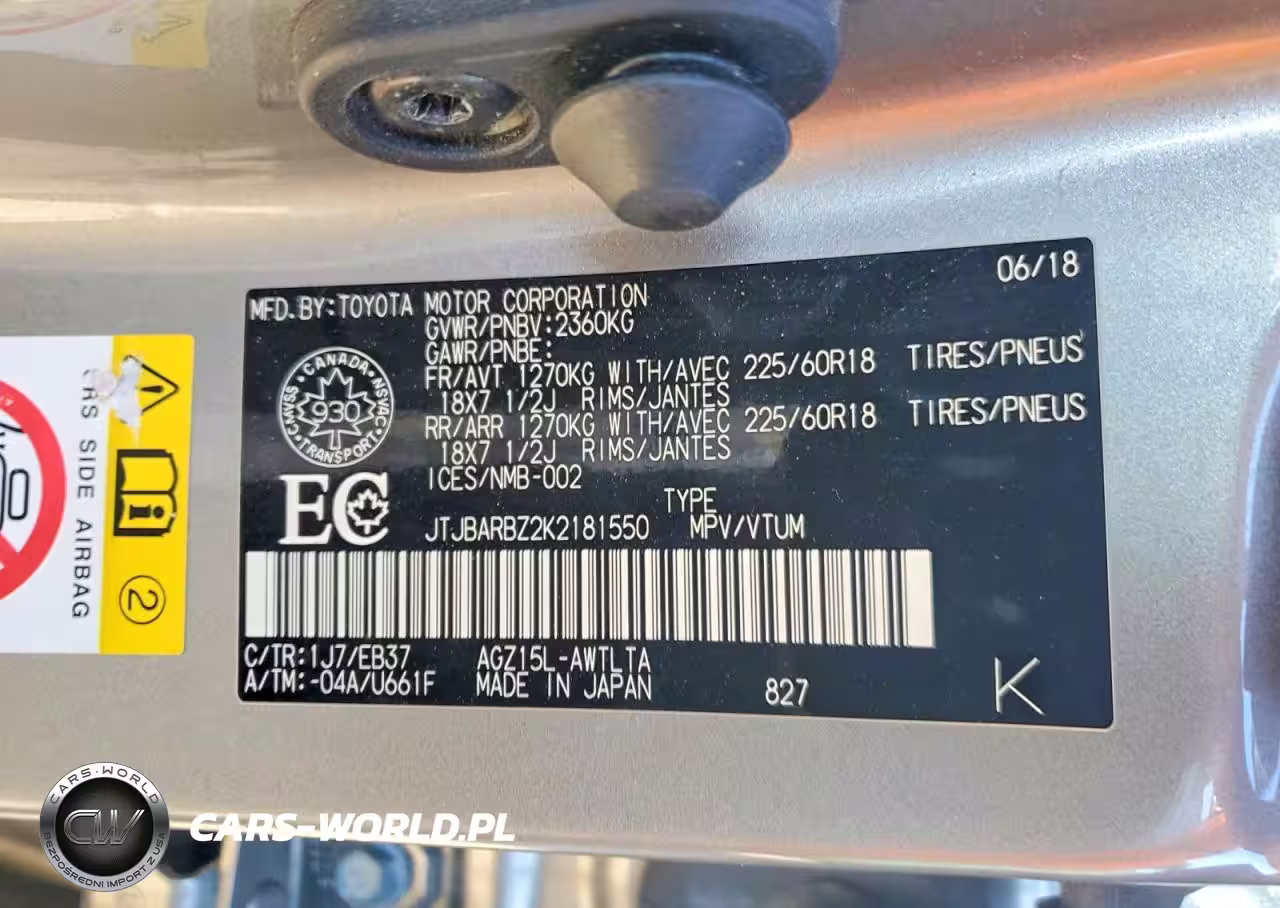 06/18
MFD.BY:TOYOTA MOTOR CORPORATION
GVWR/PNBV:2360KG
GAWR/PNBE:
FR/AVT 1270KG WITH/AVEC 225/60R18 TIRES/PNEUS
18X7 1/2J RIMS/JANTES
RR/ARR 1270KG WITH/AVEC 225/60R18 TIRES/PNEUS
18X7 1/2J RIMS/JANTES
ICES/NMB-002
CANADA · NSVAC · TRANSPORT · CMVSS
930
EC
TYPE
JTJBARBZ2K2181550 MPV/VTUM
C/TR:1J7/EB37 AGZ15L-AWTLTA
A/TM:-04A/U661F MADE IN JAPAN 827 K
SIDE AIRBAG
2
CARS-WORLD
CW
BEZPOŚREDNI IMPORT Z USA
CARS-WORLD.PL